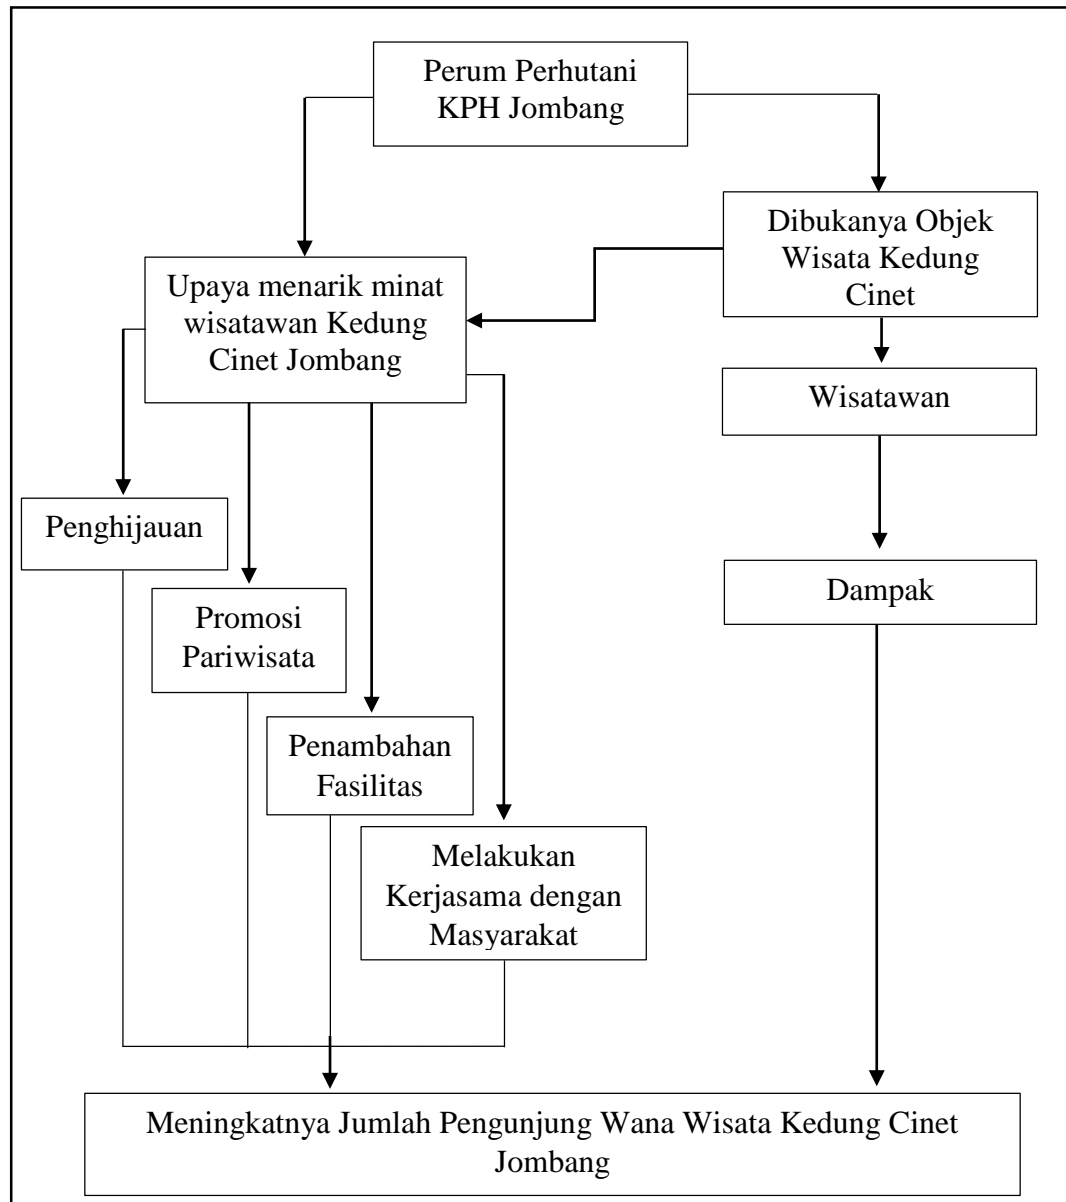 Perum Perhutani
KPH Jombang
Dibukanya Objek
Wisata Kedung
Cinet
Upaya menarik minat
wisatawan Kedung
Cinet Jombang
Wisatawan
Penghijauan
Dampak
Promosi
Pariwisata
Penambahan
Fasilitas
Melakukan
Kerjasama dengan
Masyarakat
Meningkatnya Jumlah Pengunjung Wana Wisata Kedung Cinet
Jombang